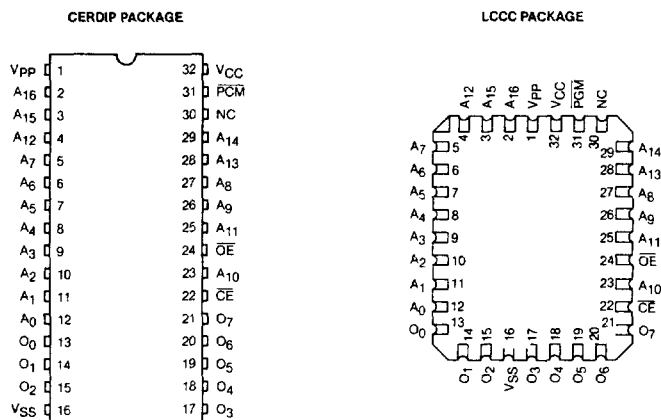 CERDIP PACKAGE
VPP 1 32 VCC
A16 2 31 PCM
A15 3 30 NC
A12 4 29 A14
A7 5 28 A13
A6 6 27 A8
A5 7 26 A9
A4 8 25 A11
A3 9 24 OE
A2 10 23 A10
A1 11 22 CE
A0 12 21 O7
O0 13 20 O6
O1 14 19 O5
O2 15 18 O4
VSS 16 17 O3
LCCC PACKAGE
A12 A15 A16 VPP VCC PGM NC
4 3 2 1 32 31 30
A7 5 29 A14
A6 6 28 A13
A5 7 27 A8
A4 8 26 A9
A3 9 25 A11
A2 10 24 OE
A1 11 23 A10
A0 12 22 CE
O0 13 21 O7
14 15 16 17 18 19 20
O1 O2 VSS O3 O4 O5 O6